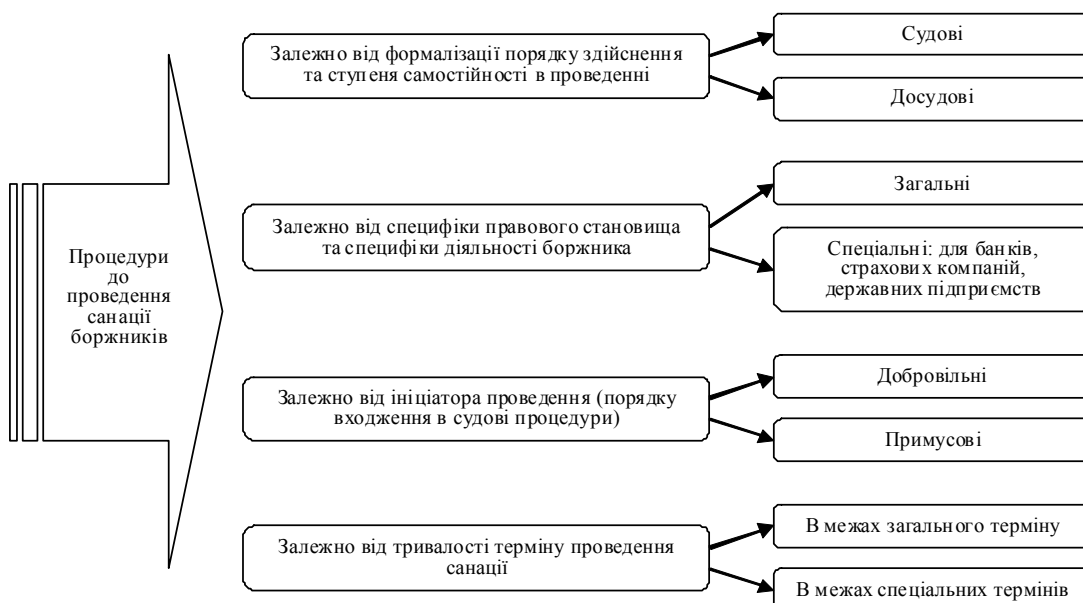 Процедури
до
проведення
санації
боржників
Залежно від формалізації порядку здійснення
та ступеня самостійності в проведенні
Судові
Досудові
Залежно від специфіки правового становища
та специфіки діяльності боржника
Загальні
Спеціальні: для банків,
страхових компаній,
державних підприємств
Залежно від ініціатора проведення (порядку
входження в судові процедури)
Добровільні
Примусові
Залежно від тривалості терміну проведення
санації
В межах загального терміну
В межах спеціальних термінів